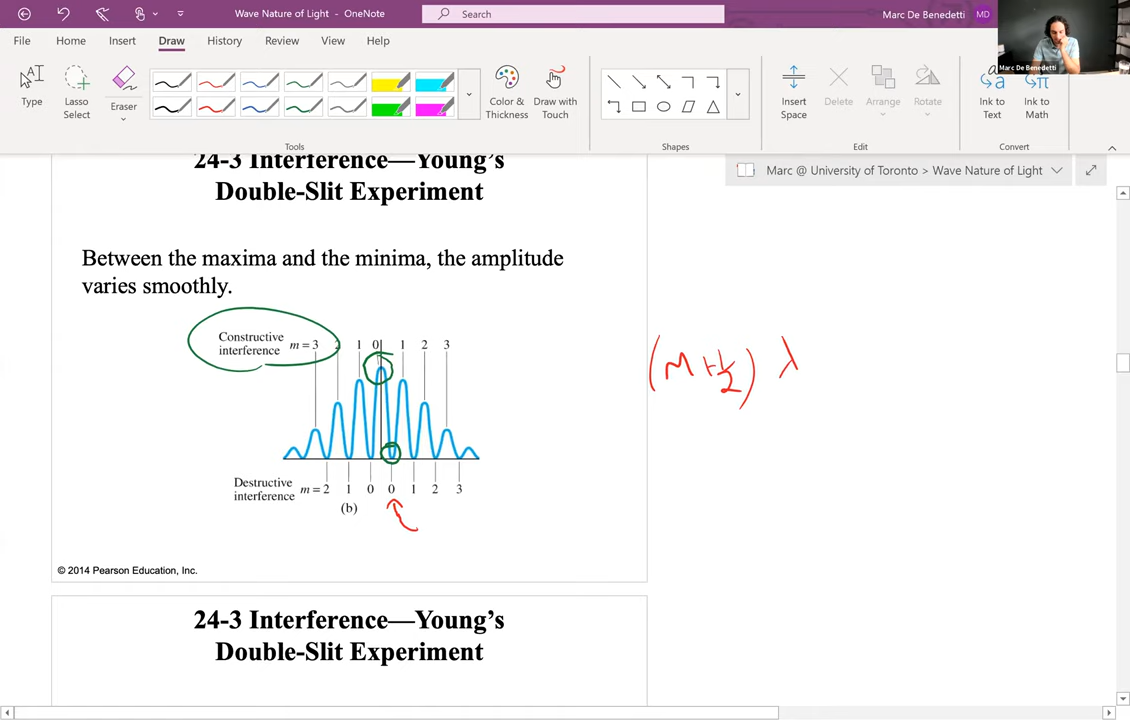 Wave Nature of Light - OneNote
Search
Marc De Benedetti MD
File Home Insert Draw History Review View Help
Marc De Benedetti
Type
Lasso Select
Eraser
Color & Thickness
Draw with Touch
Insert Space
Delete
Arrange
Rotate
Ink to Text
Ink to Math
Tools
Shapes
Edit
Convert
Marc @ University of Toronto > Wave Nature of Light
24-3 Interference—Young's
Double-Slit Experiment
Between the maxima and the minima, the amplitude
varies smoothly.
Constructive
interference m = 3 2 1 0 1 2 3
(M + 1/2) λ
Destructive
interference m = 2 1 0 0 1 2 3
(b)
© 2014 Pearson Education, Inc.
24-3 Interference—Young's
Double-Slit Experiment